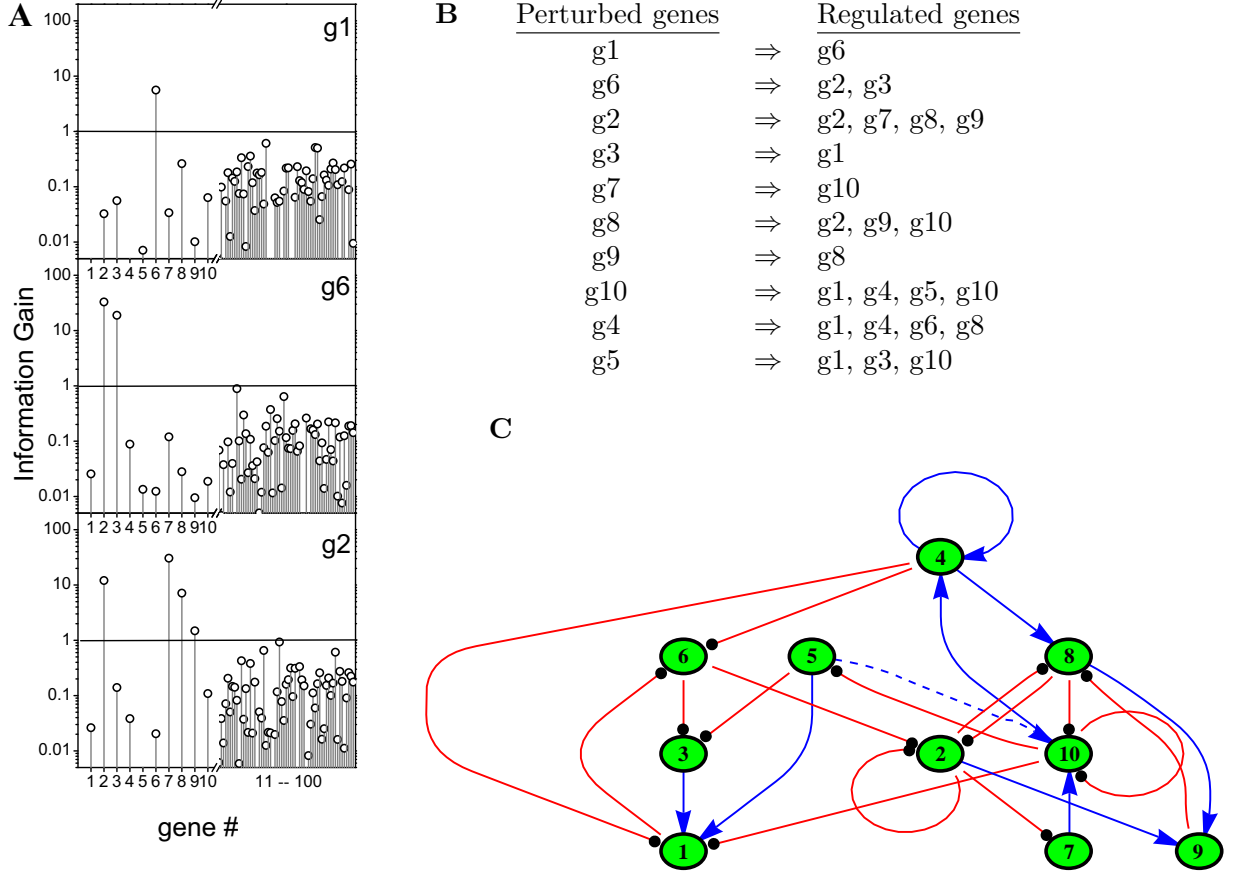 A
g1
100
10
1
0.1
0.01
1 2 3 4 5 6 7 8 9 10
g6
100
10
1
0.1
0.01
1 2 3 4 5 6 7 8 9 10
g2
100
10
1
0.1
0.01
1 2 3 4 5 6 7 8 9 10
11 -- 100
Information Gain
gene #
B
Perturbed genes Regulated genes
g1 ⇒ g6
g6 ⇒ g2, g3
g2 ⇒ g2, g7, g8, g9
g3 ⇒ g1
g7 ⇒ g10
g8 ⇒ g2, g9, g10
g9 ⇒ g8
g10 ⇒ g1, g4, g5, g10
g4 ⇒ g1, g4, g6, g8
g5 ⇒ g1, g3, g10
C
4
6 5 8
3 2 10
1 7 9